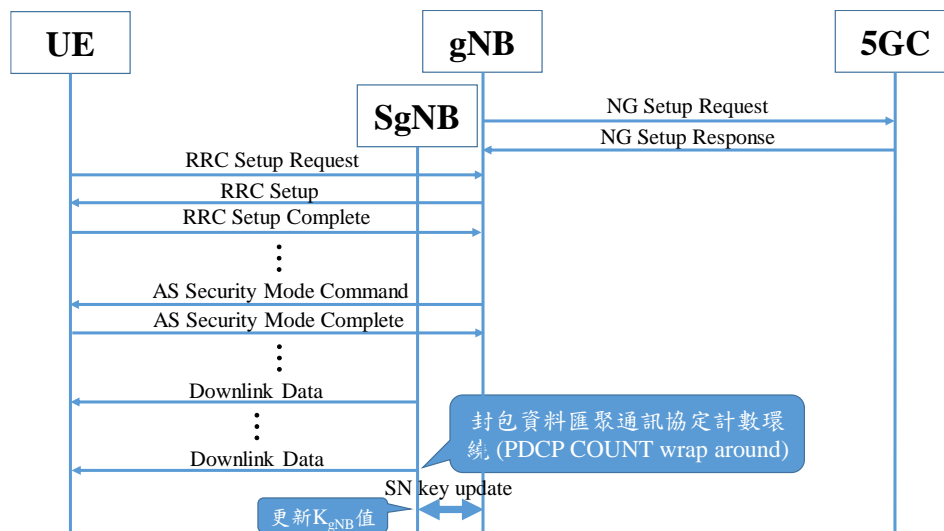 UE
gNB
5GC
SgNB
NG Setup Request
NG Setup Response
RRC Setup Request
RRC Setup
RRC Setup Complete
AS Security Mode Command
AS Security Mode Complete
Downlink Data
封包資料匯聚通訊協定計數環
繞 (PDCP COUNT wrap around)
Downlink Data
SN key update
更新KgNB值